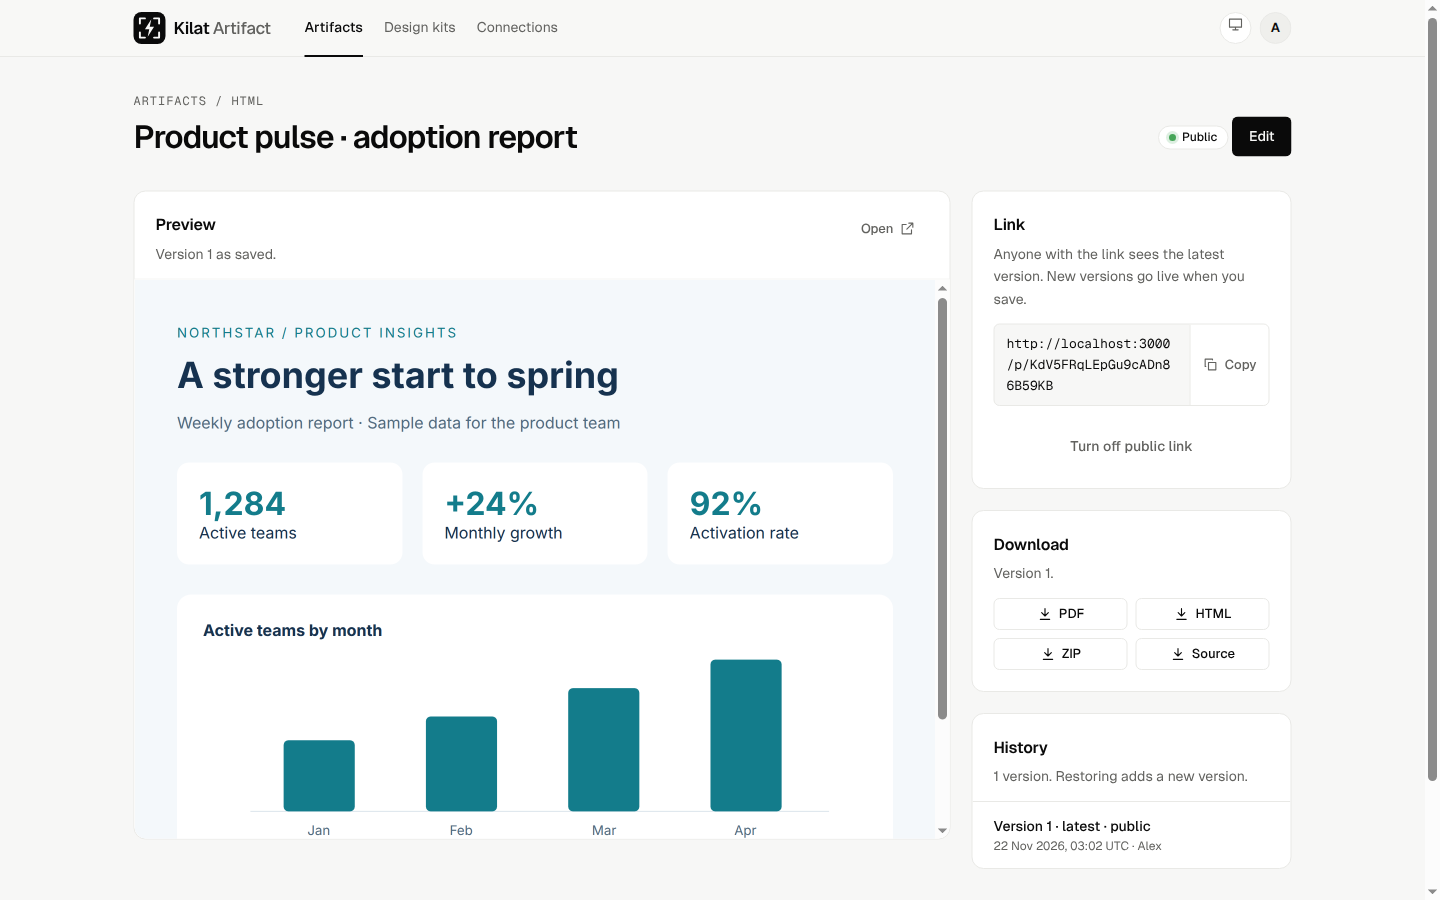 Kilat Artifact
Artifacts
Design kits
Connections
A
ARTIFACTS / HTML
Product pulse · adoption report
Public
Edit
Preview
Version 1 as saved.
Open
NORTHSTAR / PRODUCT INSIGHTS
A stronger start to spring
Weekly adoption report · Sample data for the product team
1,284
Active teams
+24%
Monthly growth
92%
Activation rate
Active teams by month
Jan
Feb
Mar
Apr
Link
Anyone with the link sees the latest
version. New versions go live when you
save.
http://localhost:3000
/p/KdV5FRqLEpGu9cADn8
6B59KB
Copy
Turn off public link
Download
Version 1.
PDF
HTML
ZIP
Source
History
1 version. Restoring adds a new version.
Version 1 · latest · public
22 Nov 2026, 03:02 UTC · Alex